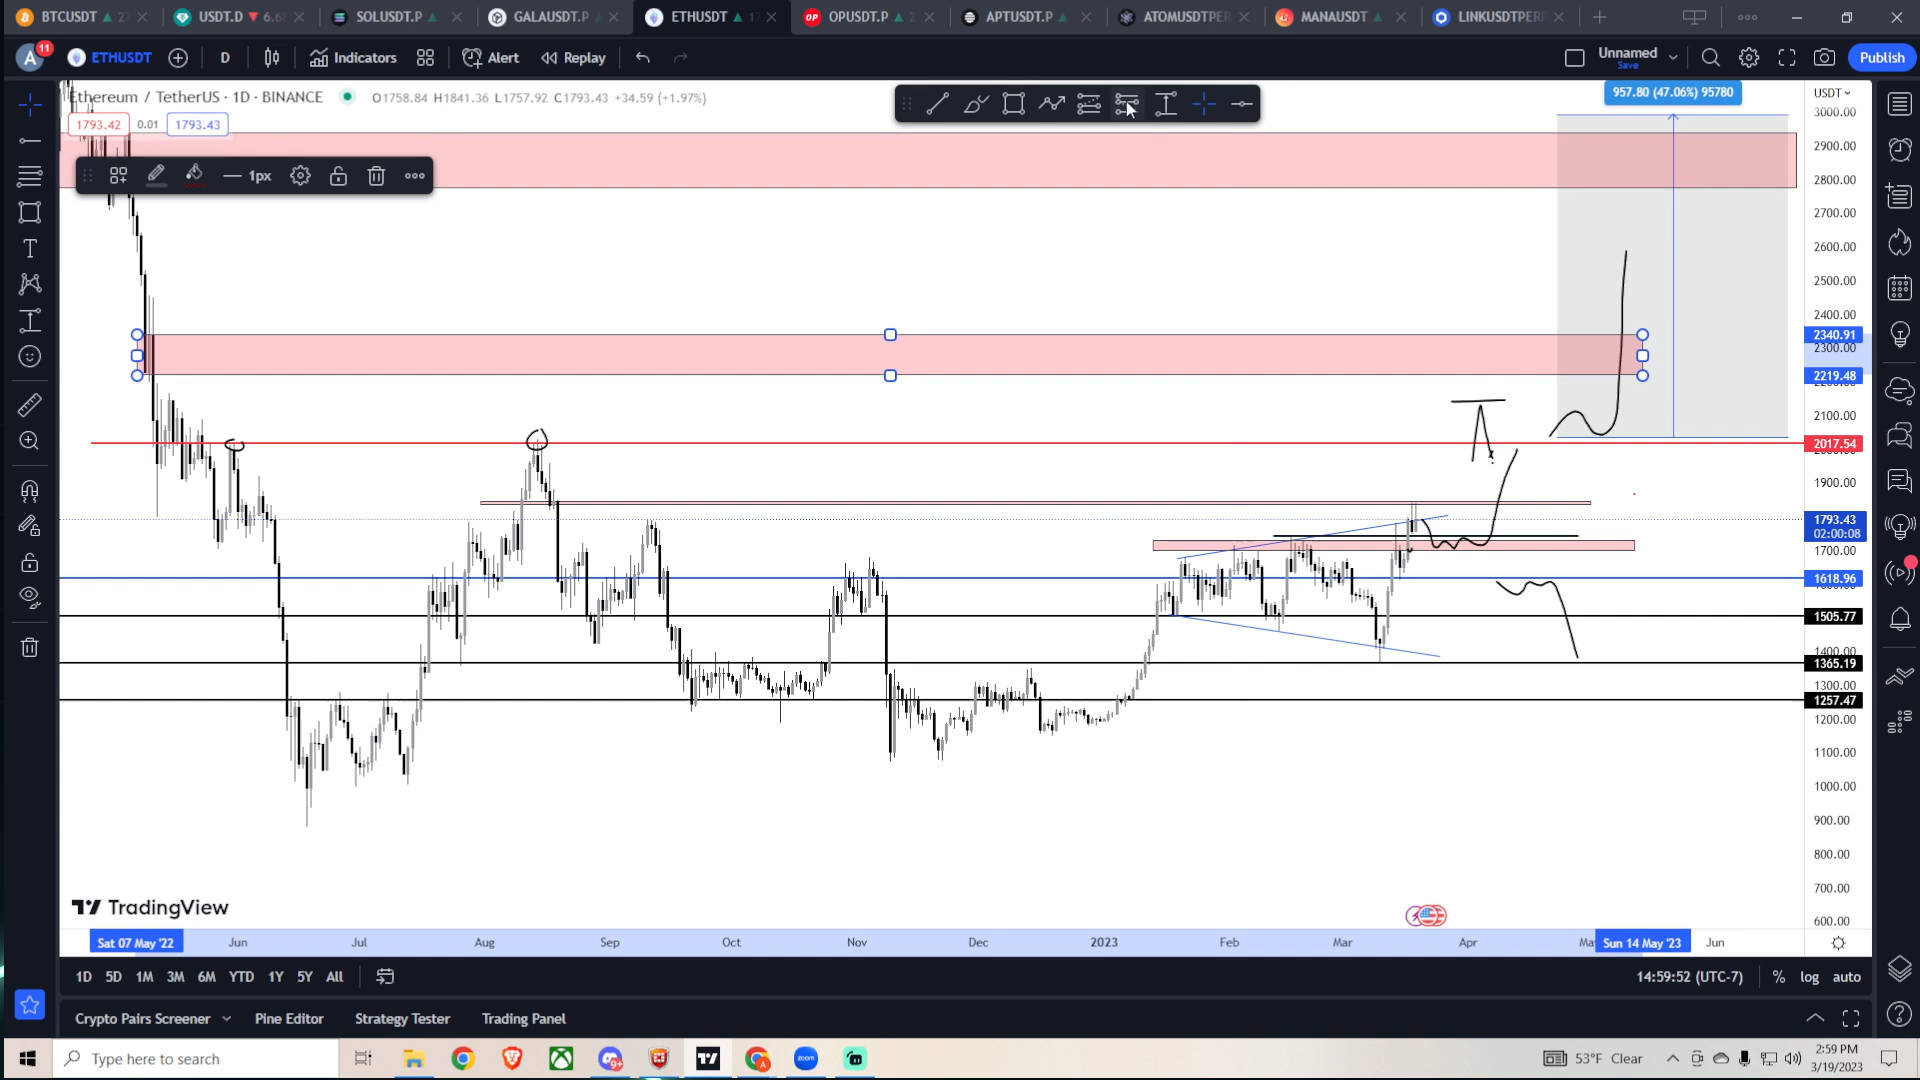 BTCUSDT
USDT.D
SOLUSDT.P
GALAUSDT.P
ETHUSDT
OPUSDT.P
APTUSDT.P
ATOMUSDTPER
MANAUSDT
LINKUSDTPERP
A 11 ETHUSDT D Indicators Alert Replay Unnamed Save Publish
Ethereum / TetherUS · 1D · BINANCE O1758.84 H1841.36 L1757.92 C1793.43 +34.59 (+1.97%)
1793.42 0.01 1793.43
957.80 (47.06%) 95780
USDT
3000.00
2900.00
1px
2800.00
2700.00
2600.00
2500.00
2400.00
2340.91
2300.00
2219.48
2100.00
2017.54
1900.00
1793.43
02:00:08
1700.00
1618.96
1505.77
1400.00
1365.19
1300.00
1257.47
1200.00
1100.00
1000.00
900.00
800.00
700.00
600.00
TradingView
Sat 07 May '22 Jun Jul Aug Sep Oct Nov Dec 2023 Feb Mar Apr Ma Sun 14 May '23 Jun
1D 5D 1M 3M 6M YTD 1Y 5Y All 14:59:52 (UTC-7) % log auto
Crypto Pairs Screener Pine Editor Strategy Tester Trading Panel
Type here to search 9+ zoom 53°F Clear 2:59 PM
3/19/2023